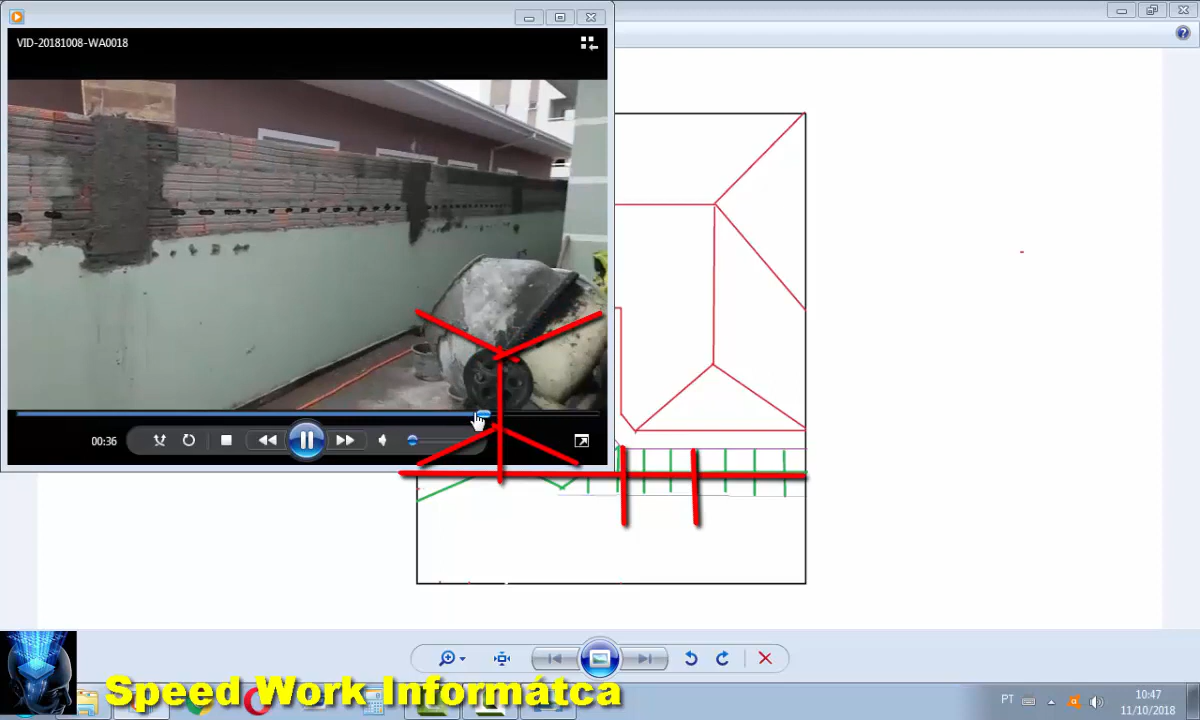 VID-20181008-WA0018
00:36
PT
10:47
11/10/2018
Speed Work Informátca